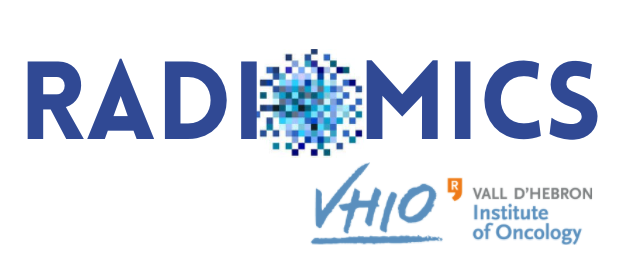 RADIOMICS
VHIO
R
VALL D'HEBRON
Institute
of Oncology